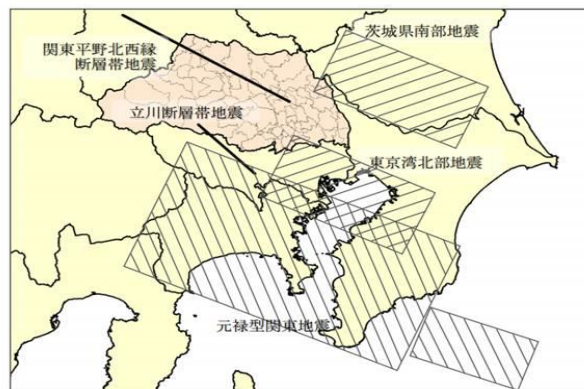 茨城県南部地震
関東平野北西縁
断層帯地震
立川断層帯地震
東京湾北部地震
元禄型関東地震